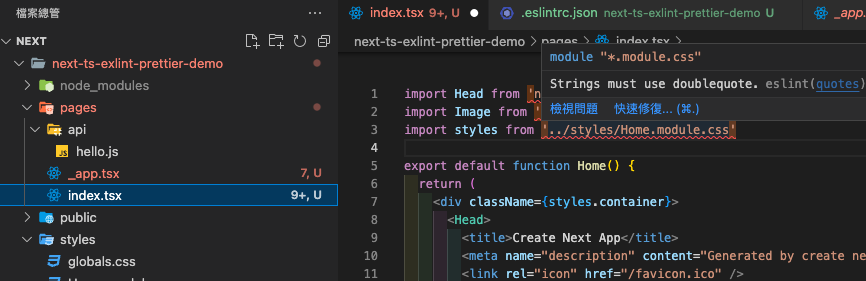 檔案總管 ···
NEXT
next-ts-exlint-prettier-demo
node_modules
pages
api
JS hello.js
_app.tsx 7, U
index.tsx 9+, U
public
styles
globals.css
index.tsx 9+, U
.eslintrc.json next-ts-exlint-prettier-demo U
_app.
next-ts-exlint-prettier-demo > pages > index.tsx >
module "*.module.css"
Strings must use doublequote. eslint(quotes)
檢視問題 快速修復... (⌘.)
1 import Head from 'n
2 import Image from '
3 import styles from '../styles/Home.module.css'
4
5 export default function Home() {
6 return (
7 <div className={styles.container}>
8 <Head>
9 <title>Create Next App</title>
10 <meta name="description" content="Generated by create ne
11 <link rel="icon" href="/favicon.ico" />